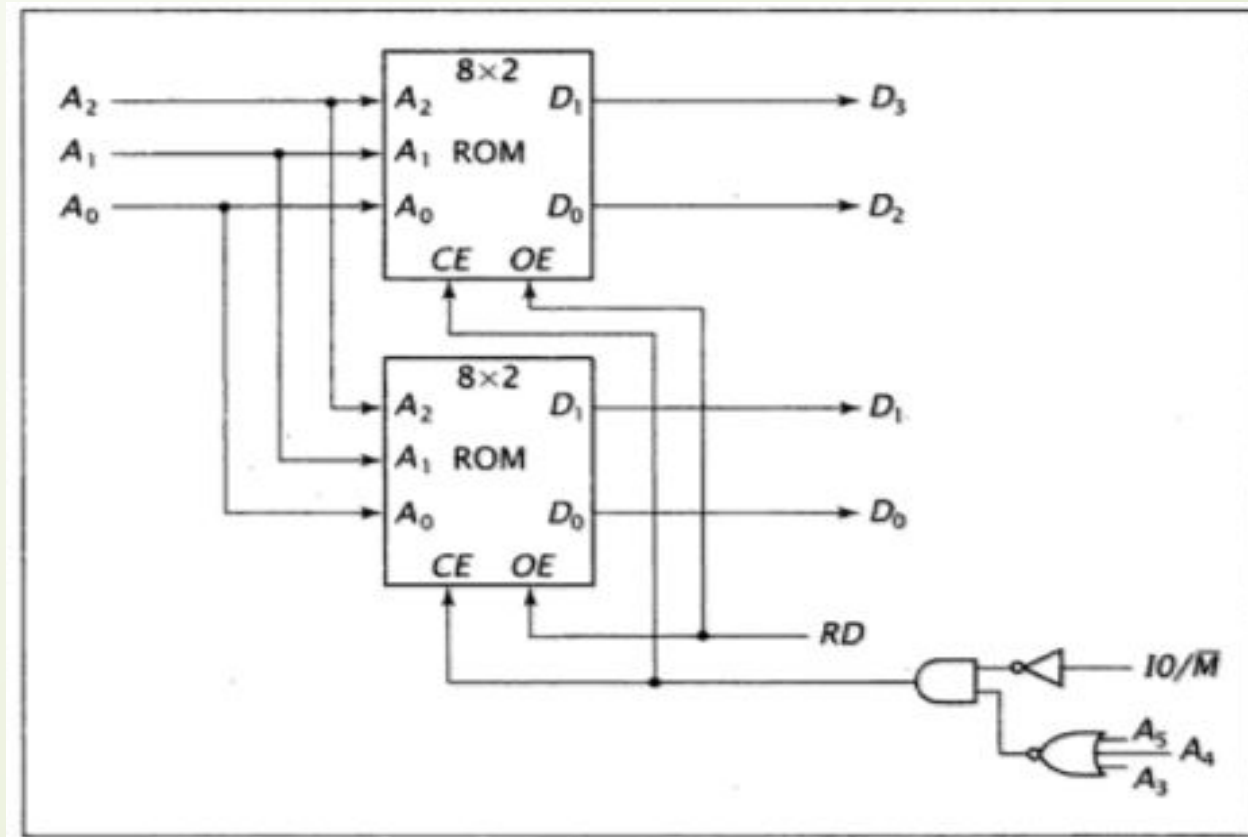 8×2
A₂ A₂ D₁ D₃
A₁ A₁ ROM
A₀ A₀ D₀ D₂
CE OE
8×2
A₂ D₁ D₁
A₁ ROM
A₀ D₀ D₀
CE OE
RD
IO/M̅
A₅
A₄
A₃